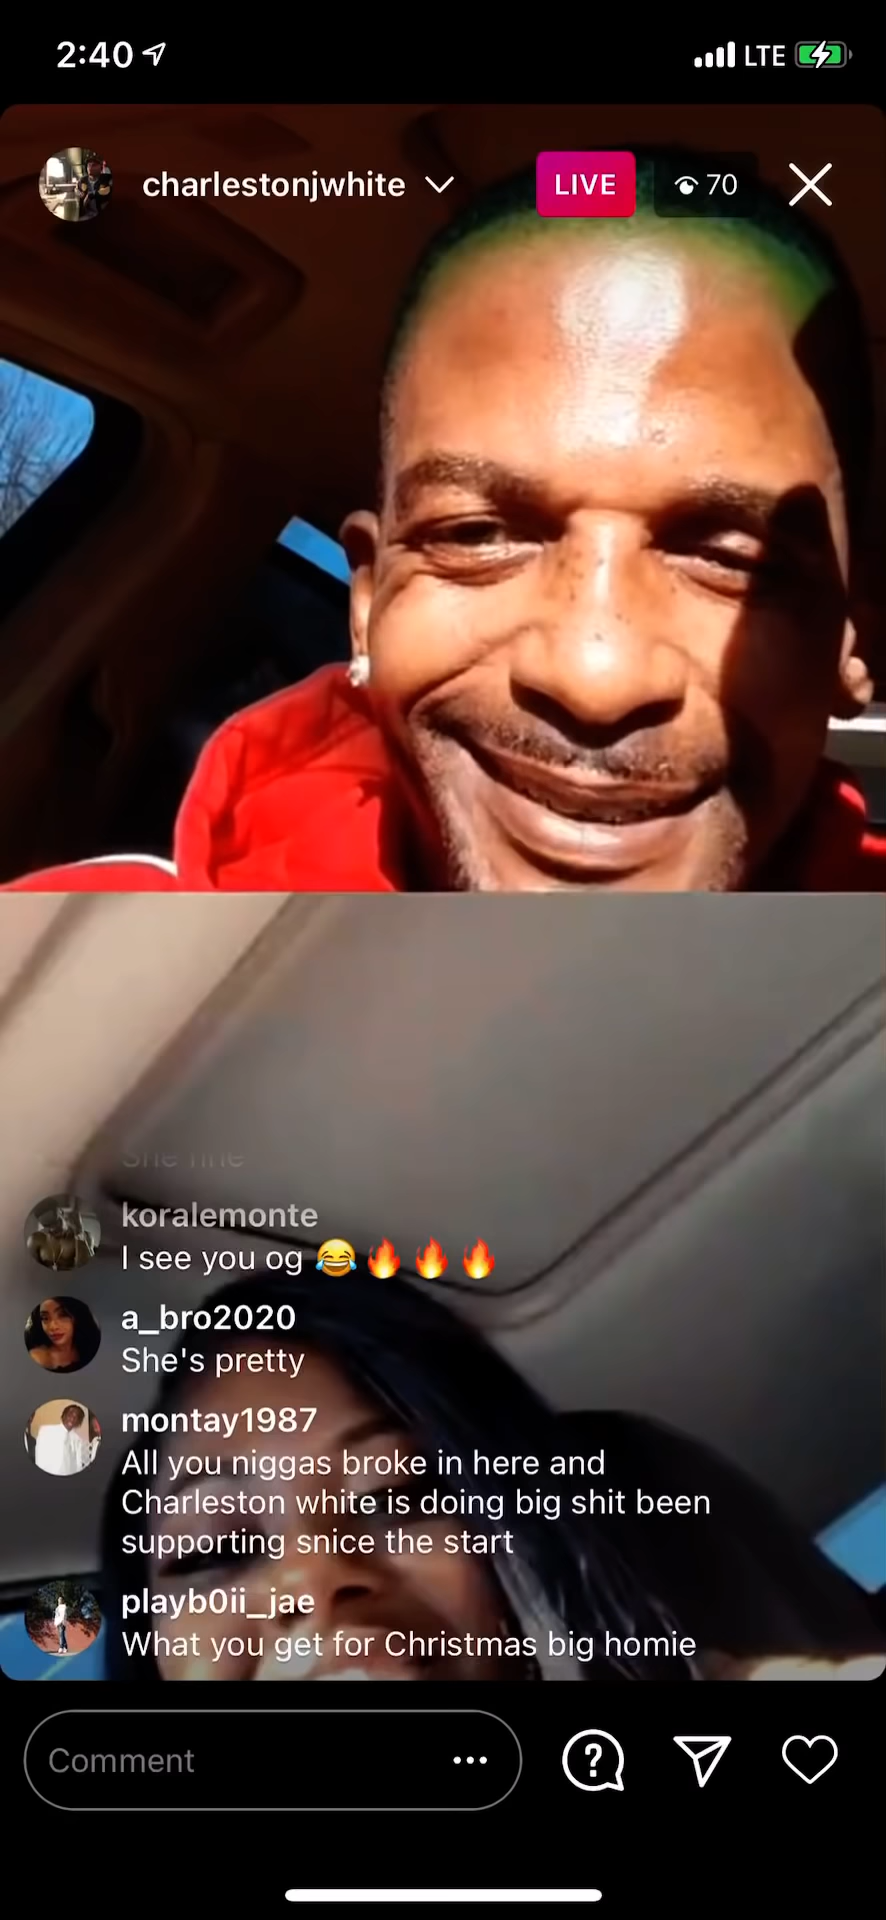 2:40
LTE
charlestonjwhite
LIVE
70
She fine
koralemonte
I see you og 😂🔥🔥🔥
a_bro2020
She's pretty
montay1987
All you niggas broke in here and
Charleston white is doing big shit been
supporting snice the start
playb0ii_jae
What you get for Christmas big homie
Comment